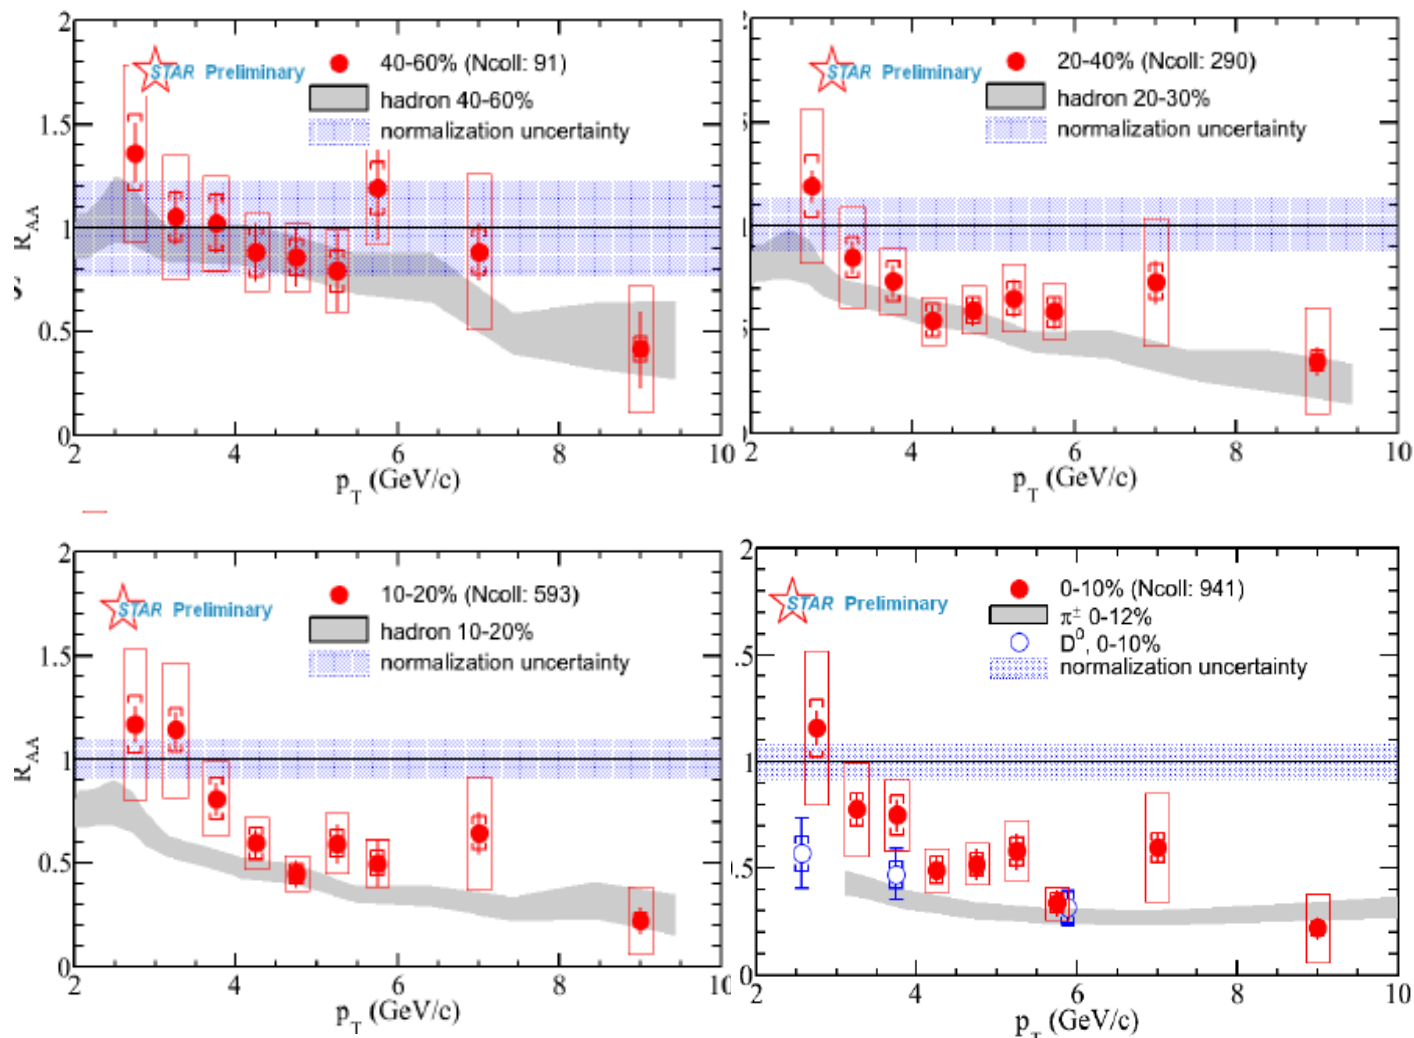 2
STAR Preliminary
40-60% (Ncoll: 91)
hadron 40-60%
normalization uncertainty
1.5
1
0.5
0
R_AA
2 4 6 8 10
p_T (GeV/c)
STAR Preliminary
20-40% (Ncoll: 290)
hadron 20-30%
normalization uncertainty
2 4 6 8 10
p_T (GeV/c)
2
STAR Preliminary
10-20% (Ncoll: 593)
hadron 10-20%
normalization uncertainty
1.5
1
0.5
0
R_AA
2 4 6 8 10
p_T (GeV/c)
2
STAR Preliminary
0-10% (Ncoll: 941)
π± 0-12%
D⁰, 0-10%
normalization uncertainty
.5
1
.5
0
2 4 6 8 10
p_T (GeV/c)